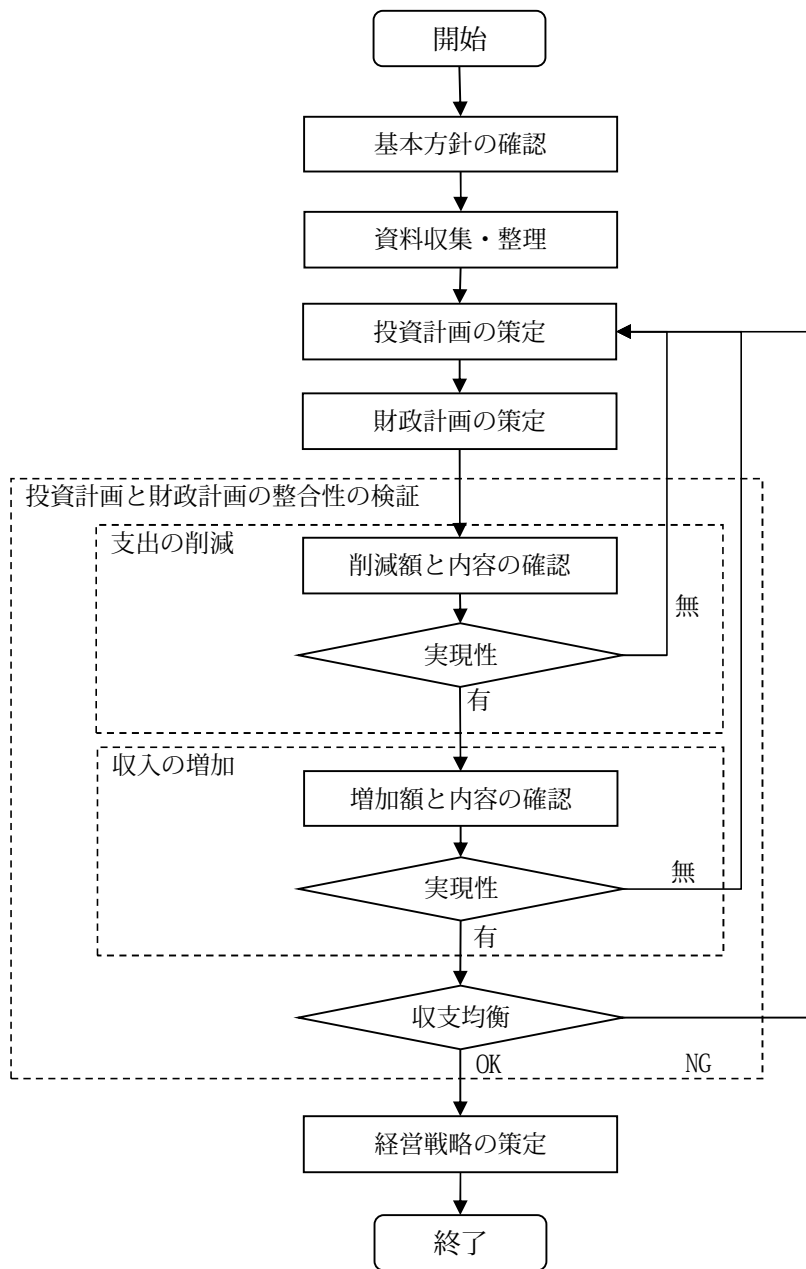 開始
基本方針の確認
資料収集・整理
投資計画の策定
財政計画の策定
投資計画と財政計画の整合性の検証
支出の削減
削減額と内容の確認
無
実現性
有
収入の増加
増加額と内容の確認
無
実現性
有
収支均衡
OK
NG
経営戦略の策定
終了